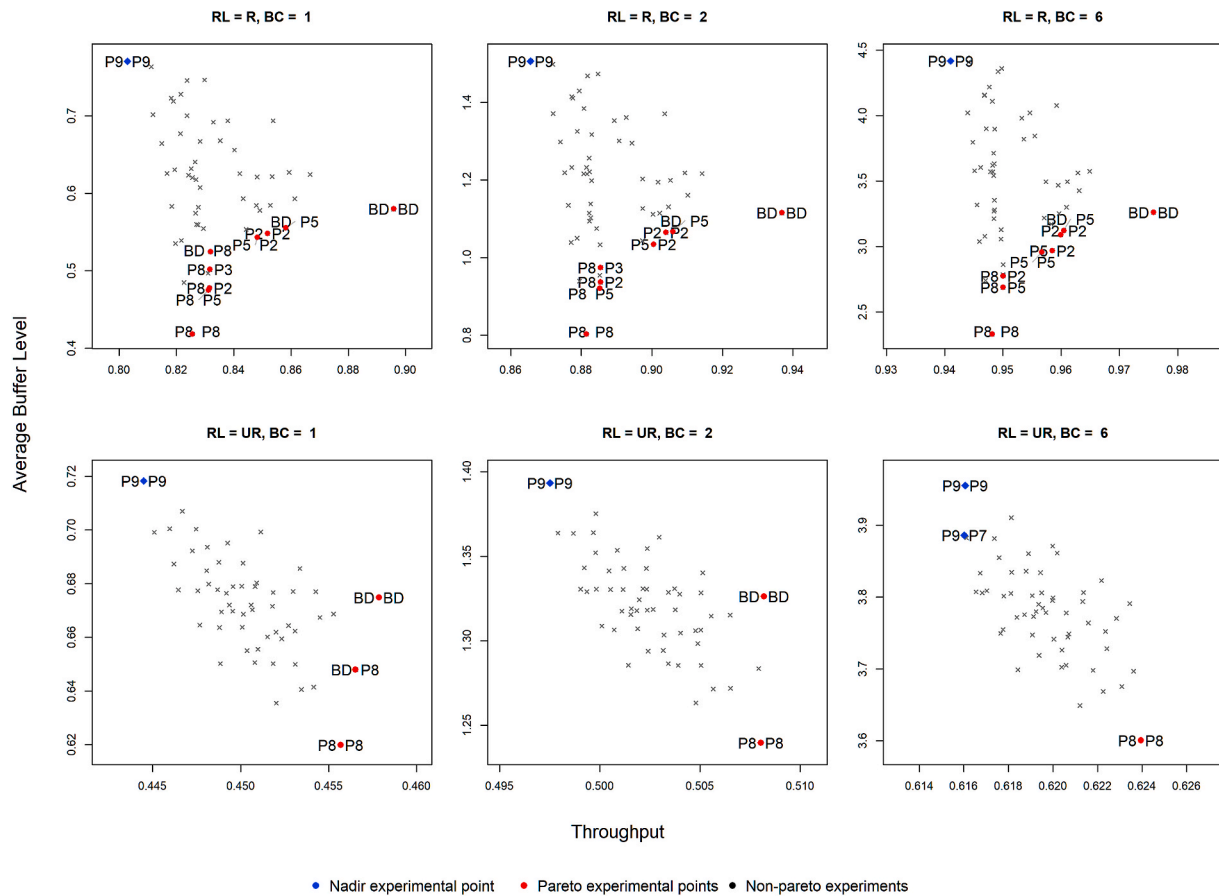 RL = R, BC = 1
RL = R, BC = 2
RL = R, BC = 6
Average Buffer Level
P9 P9
BD BD
BD P5
P2 P2
P5 P2
BD P8
P8 P3
P8 P2
P8 P5
P8 P8
0.7
0.6
0.5
0.4
0.80 0.82 0.84 0.86 0.88 0.90
P9 P9
BD BD
BD P5
P2 P2
P5 P2
P8 P3
P8 P2
P8 P5
P8 P8
1.4
1.2
1.0
0.8
0.86 0.88 0.90 0.92 0.94
P9 P9
BD BD
BD P5
P2 P2
P5 P2
P5 P5
P8 P2
P8 P5
P8 P8
4.5
4.0
3.5
3.0
2.5
0.93 0.94 0.95 0.96 0.97 0.98
RL = UR, BC = 1
RL = UR, BC = 2
RL = UR, BC = 6
P9 P9
BD BD
BD P8
P8 P8
0.72
0.70
0.68
0.66
0.64
0.62
0.445 0.450 0.455 0.460
P9 P9
BD BD
P8 P8
1.40
1.35
1.30
1.25
0.495 0.500 0.505 0.510
P9 P9
P9 P7
P8 P8
3.9
3.8
3.7
3.6
0.614 0.616 0.618 0.620 0.622 0.624 0.626
Throughput
Nadir experimental point
Pareto experimental points
Non-pareto experiments